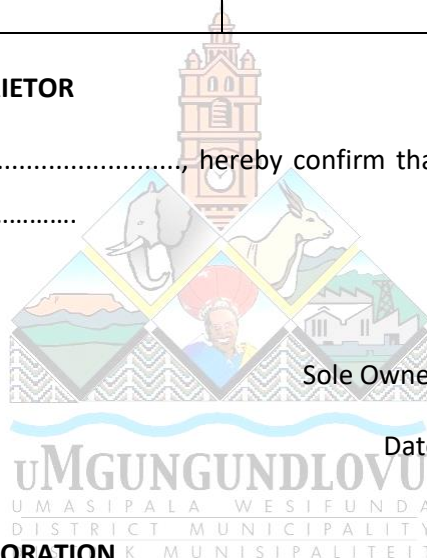 IETOR
........................, hereby confirm tha
.............
Sole Owne
Dat
uMGUNGUNDLOVU
UMASIPALA WESIFUNDA
DISTRICT MUNICIPALITY
K MUNISIPALITEIT
ORATION